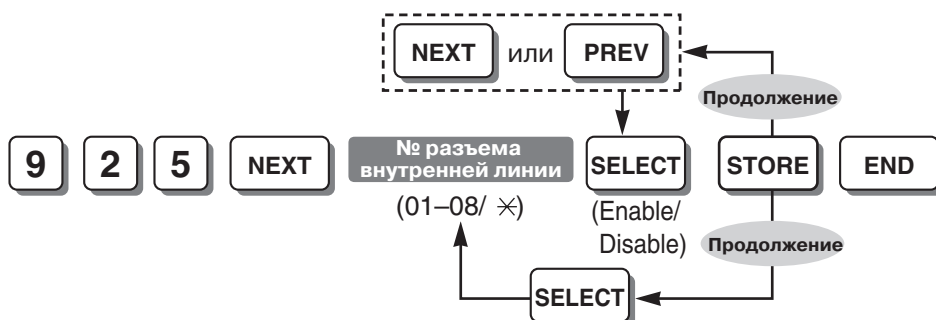 NEXT или PREV
Продолжение
9 2 5 NEXT № разъема внутренней линии SELECT STORE END
(01–08/ ✳)
(Enable/
Disable)
Продолжение
SELECT